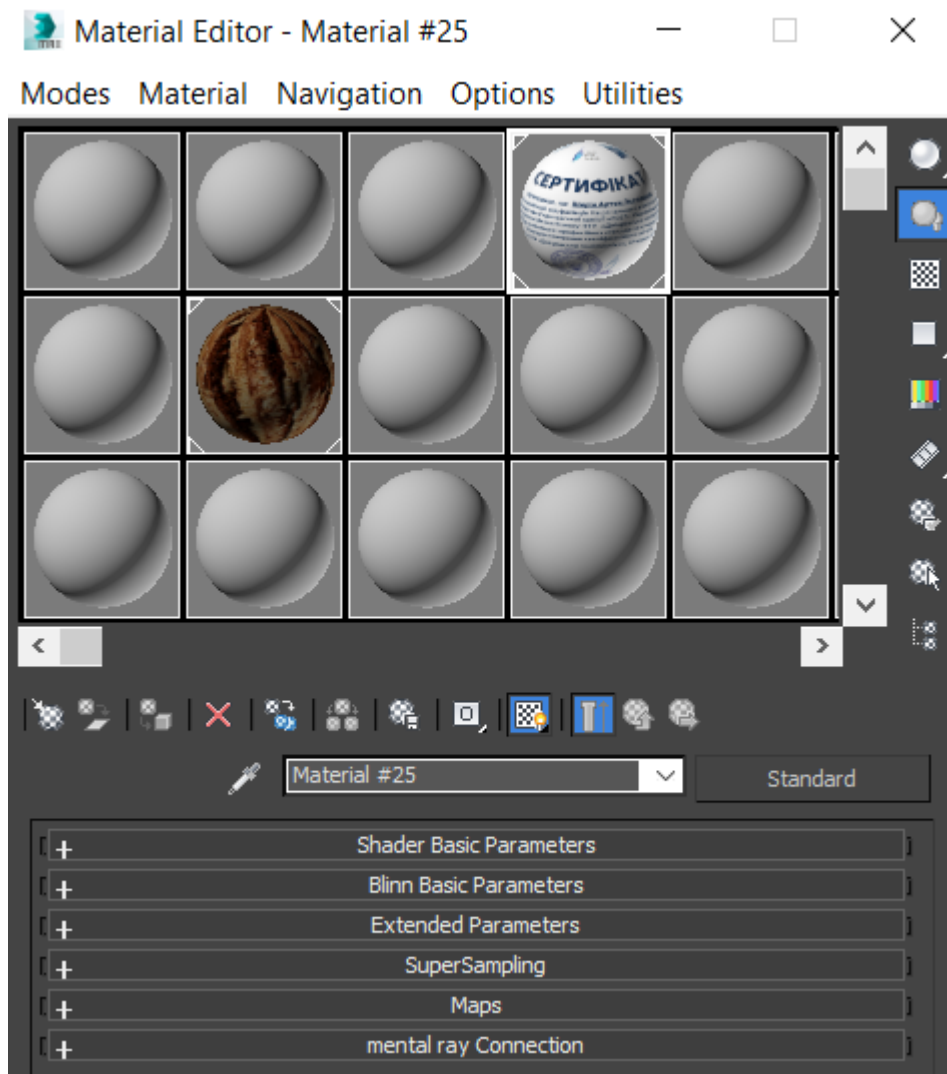 Material Editor - Material #25
Modes Material Navigation Options Utilities
СЕРТИФІКАТ
Material #25
Standard
Shader Basic Parameters
Blinn Basic Parameters
Extended Parameters
SuperSampling
Maps
mental ray Connection